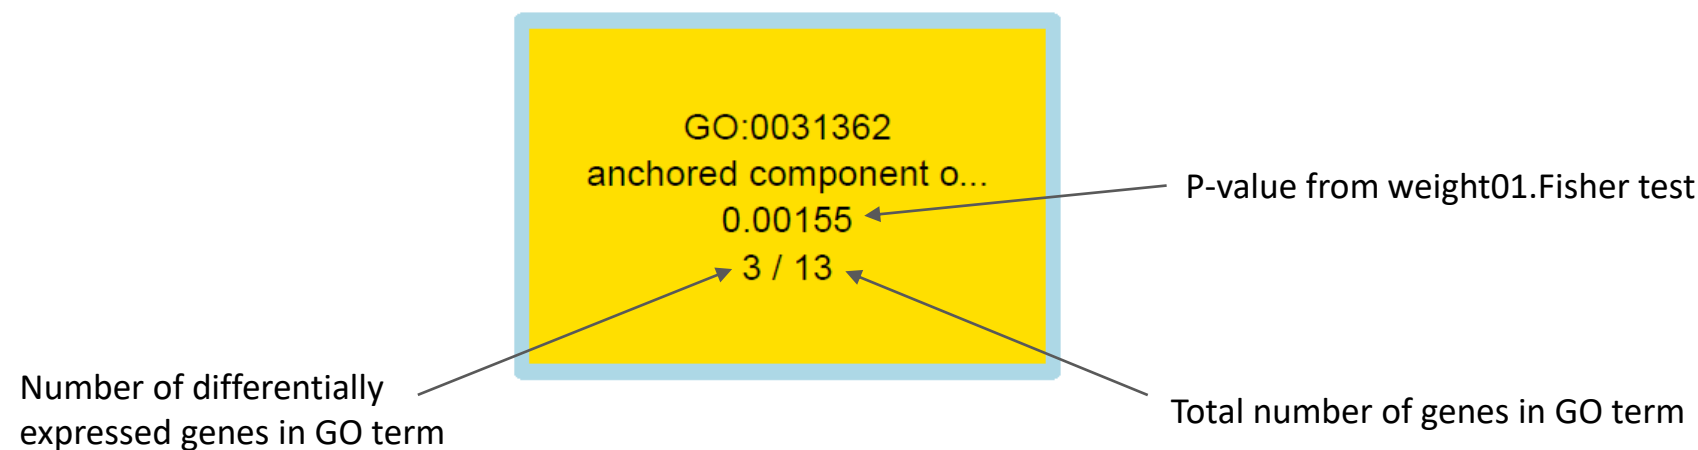 GO:0031362
anchored component o...
0.00155
3 / 13
P-value from weight01.Fisher test
Number of differentially
expressed genes in GO term
Total number of genes in GO term